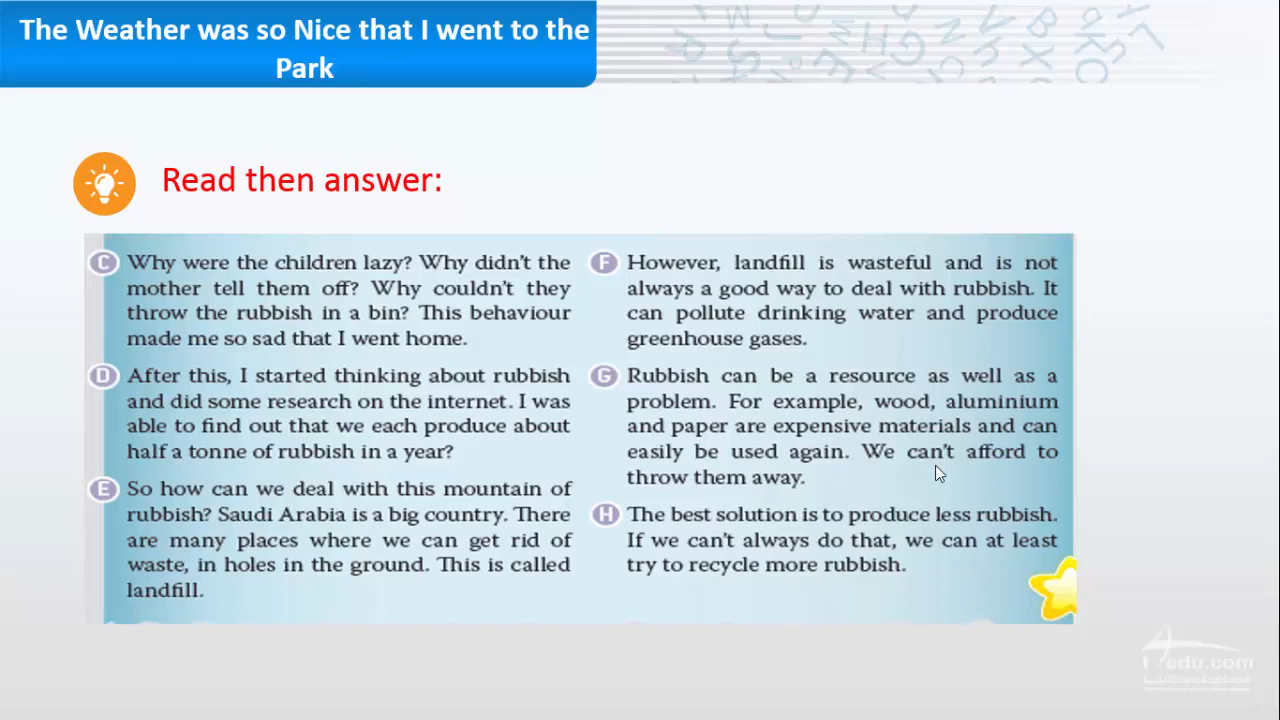 The Weather was so Nice that I went to the
Park
Read then answer:
C Why were the children lazy? Why didn't the
mother tell them off? Why couldn't they
throw the rubbish in a bin? This behaviour
made me so sad that I went home.
D After this, I started thinking about rubbish
and did some research on the internet. I was
able to find out that we each produce about
half a tonne of rubbish in a year?
E So how can we deal with this mountain of
rubbish? Saudi Arabia is a big country. There
are many places where we can get rid of
waste, in holes in the ground. This is called
landfill.
F However, landfill is wasteful and is not
always a good way to deal with rubbish. It
can pollute drinking water and produce
greenhouse gases.
G Rubbish can be a resource as well as a
problem. For example, wood, aluminium
and paper are expensive materials and can
easily be used again. We can't afford to
throw them away.
H The best solution is to produce less rubbish.
If we can't always do that, we can at least
try to recycle more rubbish.
edu.com